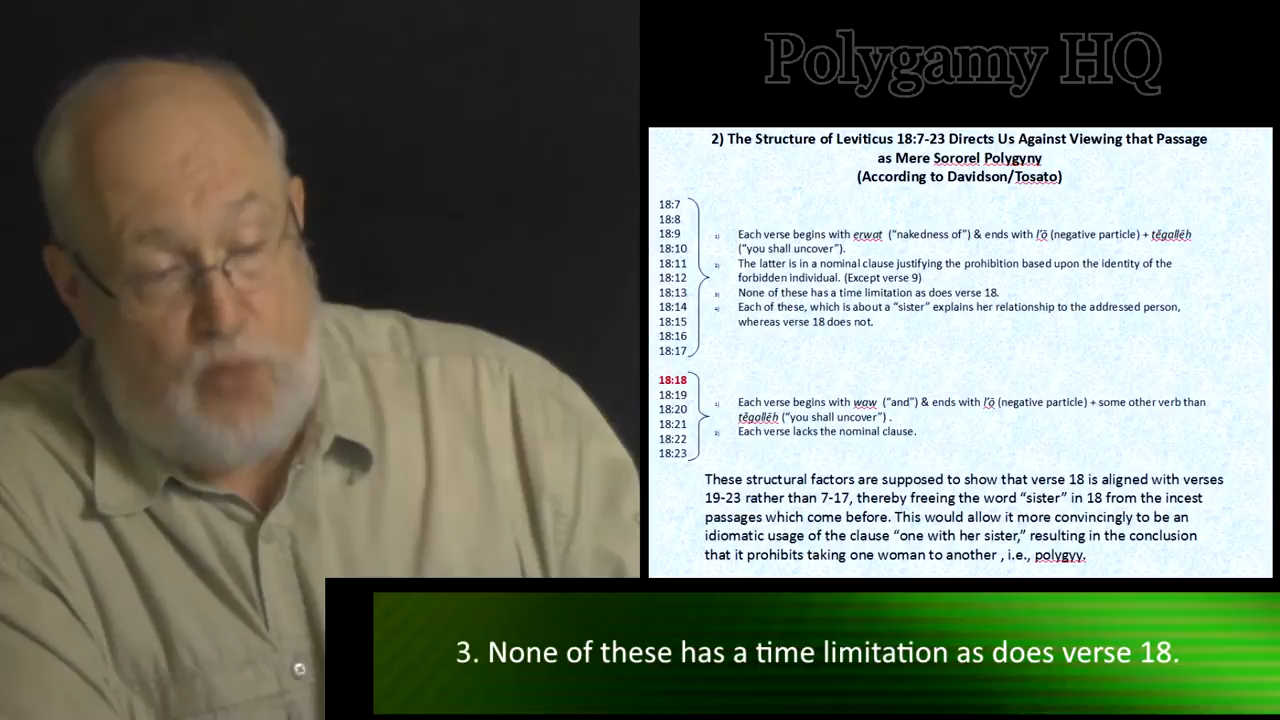 Polygamy HQ
2) The Structure of Leviticus 18:7-23 Directs Us Against Viewing that Passage
as Mere Sororel Polygyny
(According to Davidson/Tosato)
18:7
18:8
18:9
18:10
18:11
18:12
18:13
18:14
18:15
18:16
18:17
1) Each verse begins with erwat ("nakedness of") & ends with l'ō (negative particle) + tĕgallēh
("you shall uncover").
2) The latter is in a nominal clause justifying the prohibition based upon the identity of the
forbidden individual. (Except verse 9)
3) None of these has a time limitation as does verse 18.
4) Each of these, which is about a "sister" explains her relationship to the addressed person,
whereas verse 18 does not.
18:18
18:19
18:20
18:21
18:22
18:23
1) Each verse begins with waw ("and") & ends with l'ō (negative particle) + some other verb than
tĕgallēh ("you shall uncover") .
2) Each verse lacks the nominal clause.
These structural factors are supposed to show that verse 18 is aligned with verses
19-23 rather than 7-17, thereby freeing the word "sister" in 18 from the incest
passages which come before. This would allow it more convincingly to be an
idiomatic usage of the clause "one with her sister," resulting in the conclusion
that it prohibits taking one woman to another , i.e., polygyy.
3. None of these has a time limitation as does verse 18.